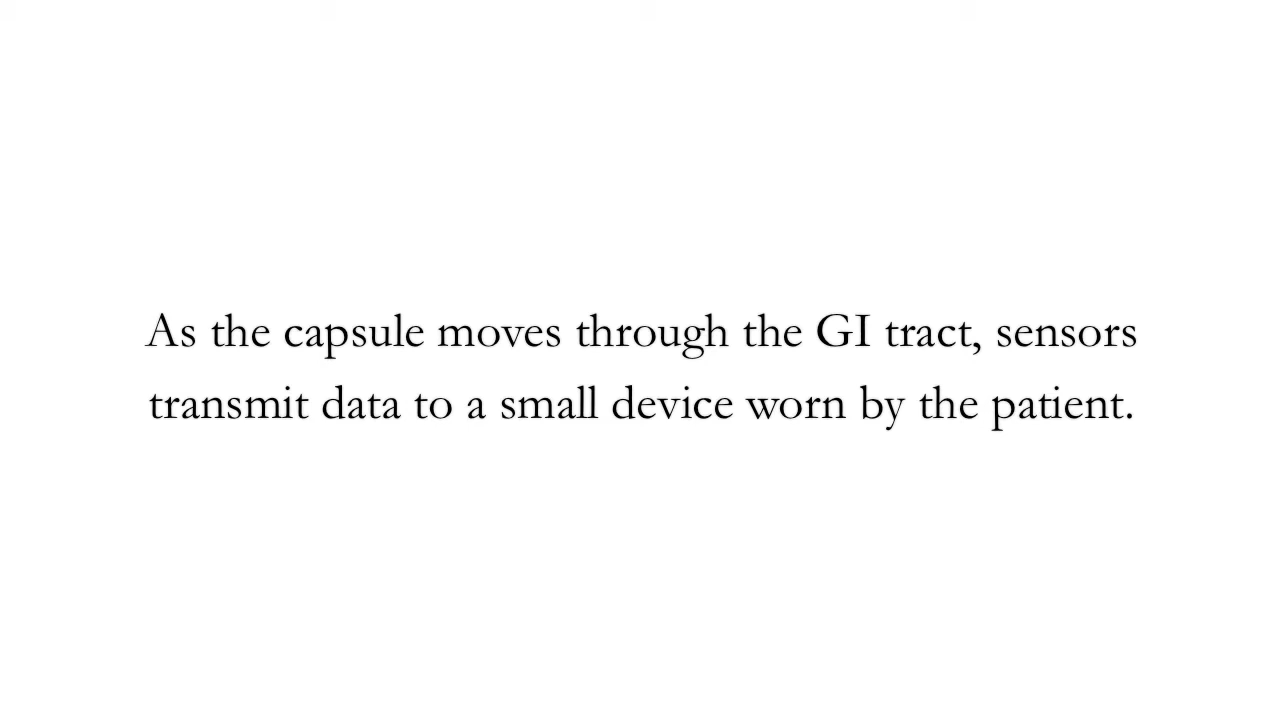 As the capsule moves through the GI tract, sensors
transmit data to a small device worn by the patient.